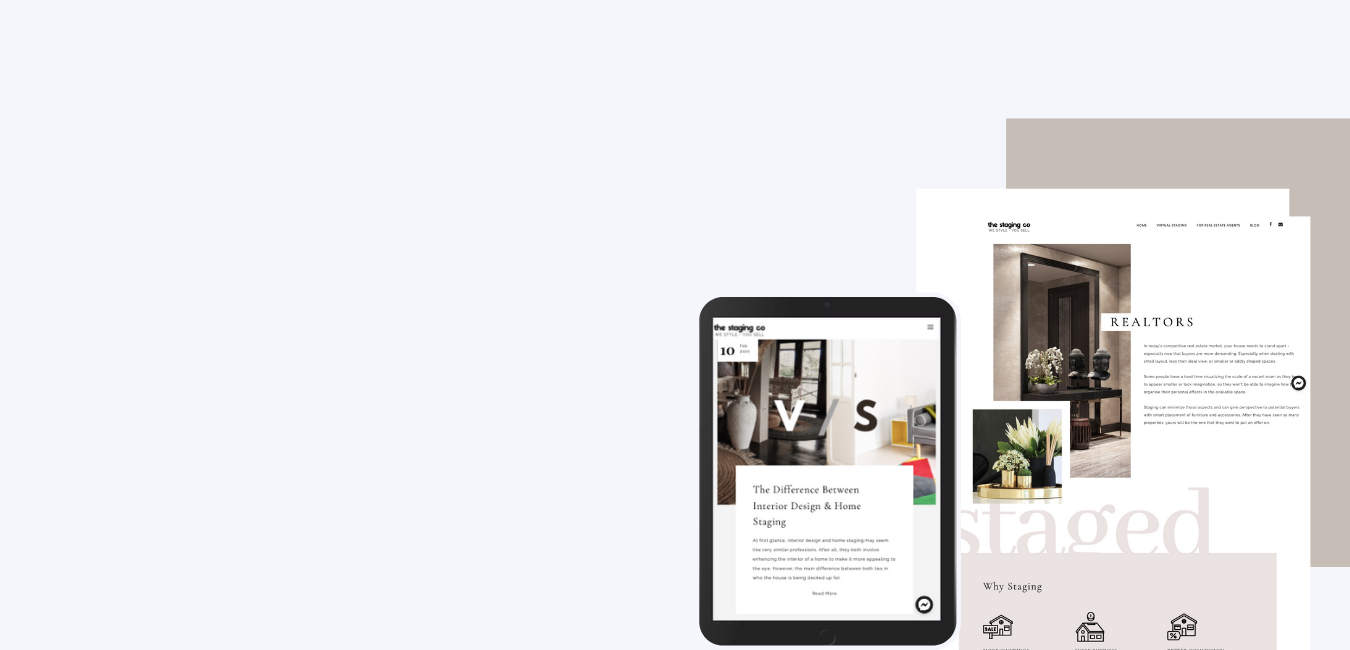 the staging co
WE STYLE · YOU SELL
HOME
VIRTUAL STAGING
FOR REAL ESTATE AGENTS
BLOG
REALTORS
In today's competitive real estate market, your house needs to stand apart -
especially now that buyers are more demanding. Especially when dealing with
small layout, less than ideal view, or smaller to oddly shaped spaces.
Some people have a hard time visualizing the scale of a vacant room as they
to appear smaller or lack imagination, so they won't be able to imagine how
organise their personal effects in the available space.
Staging can minimize those aspects and can give perspective to potential buyers
with smart placement of furniture and accessories. After they have seen so many
properties, yours will be the one that they want to put an offer on.
staged
Why Staging
SALE
%
the staging co
WE STYLE · YOU SELL
10
V/S
The Difference Between
Interior Design & Home
Staging
At first glance, interior design and home staging may seem
like very similar professions. After all, they both involve
enhancing the interior of a home to make it more appealing to
the eye. However, the main difference between both lies in
who the house is being decked up for.
Read More